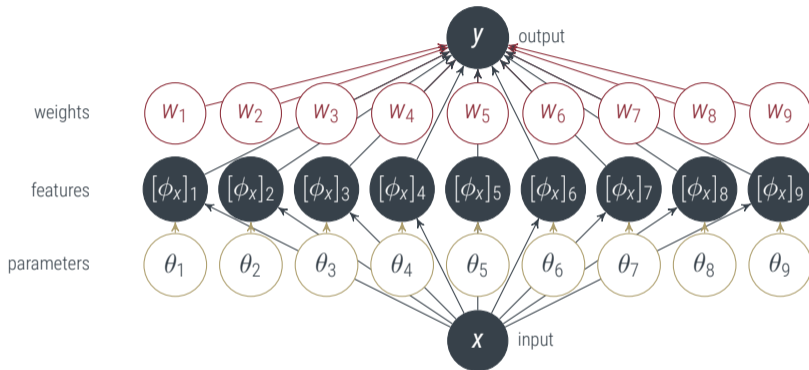 y output
weights w₁ w₂ w₃ w₄ w₅ w₆ w₇ w₈ w₉
features [ϕₓ]₁ [ϕₓ]₂ [ϕₓ]₃ [ϕₓ]₄ [ϕₓ]₅ [ϕₓ]₆ [ϕₓ]₇ [ϕₓ]₈ [ϕₓ]₉
parameters θ₁ θ₂ θ₃ θ₄ θ₅ θ₆ θ₇ θ₈ θ₉
x input